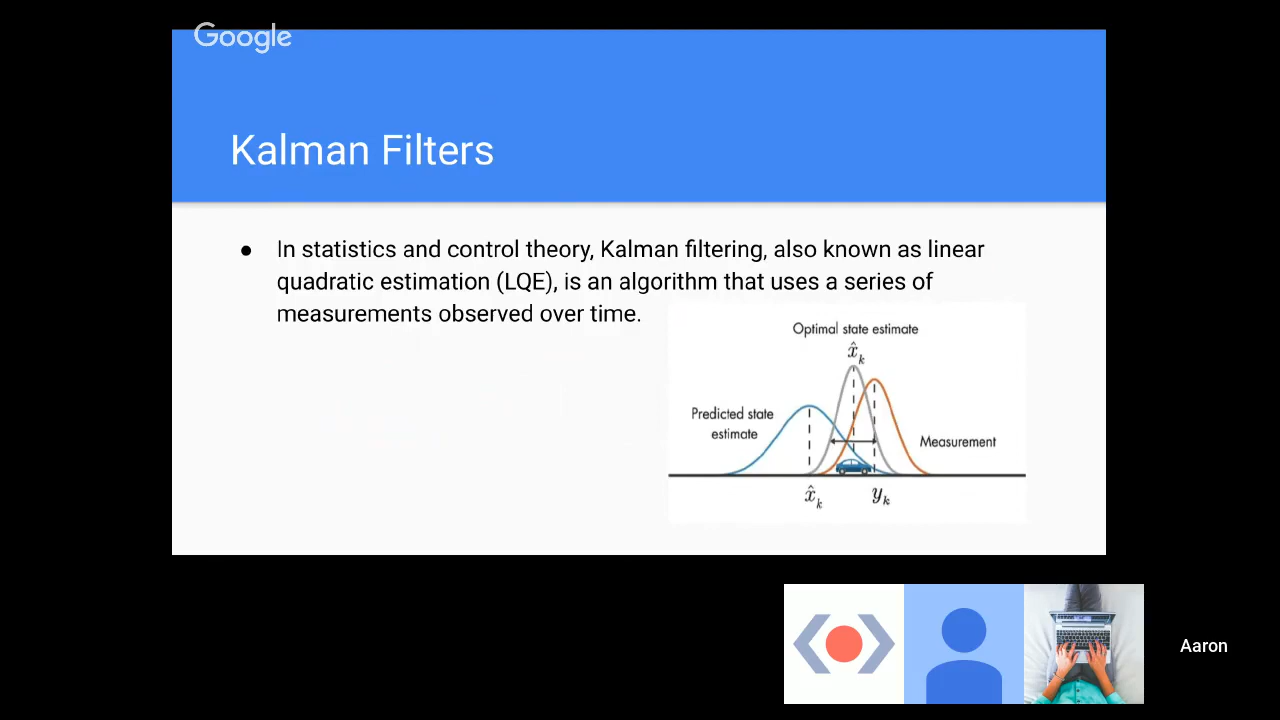 Google
Kalman Filters
● In statistics and control theory, Kalman filtering, also known as linear
quadratic estimation (LQE), is an algorithm that uses a series of
measurements observed over time.
Optimal state estimate
x̂k
Predicted state
estimate
Measurement
x̂k
yk
Aaron